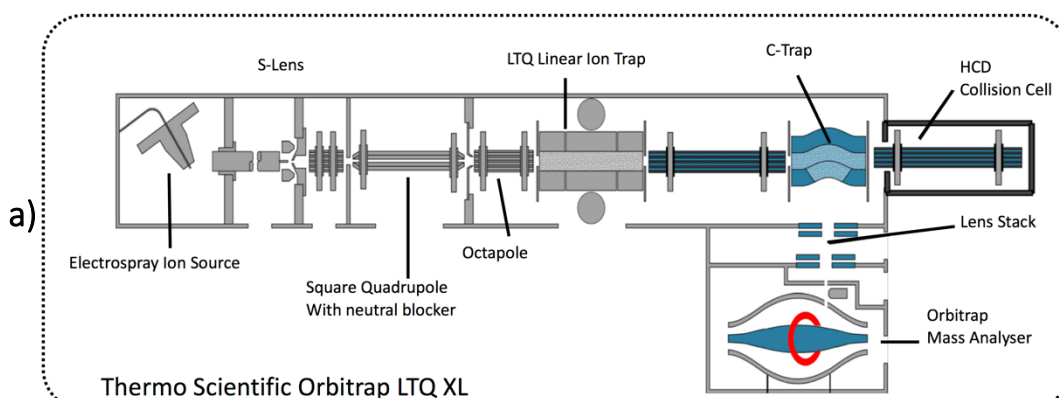 S-Lens
LTQ Linear Ion Trap
C-Trap
HCD
Collision Cell
a)
Electrospray Ion Source
Square Quadrupole
With neutral blocker
Octapole
Lens Stack
Orbitrap
Mass Analyser
Thermo Scientific Orbitrap LTQ XL